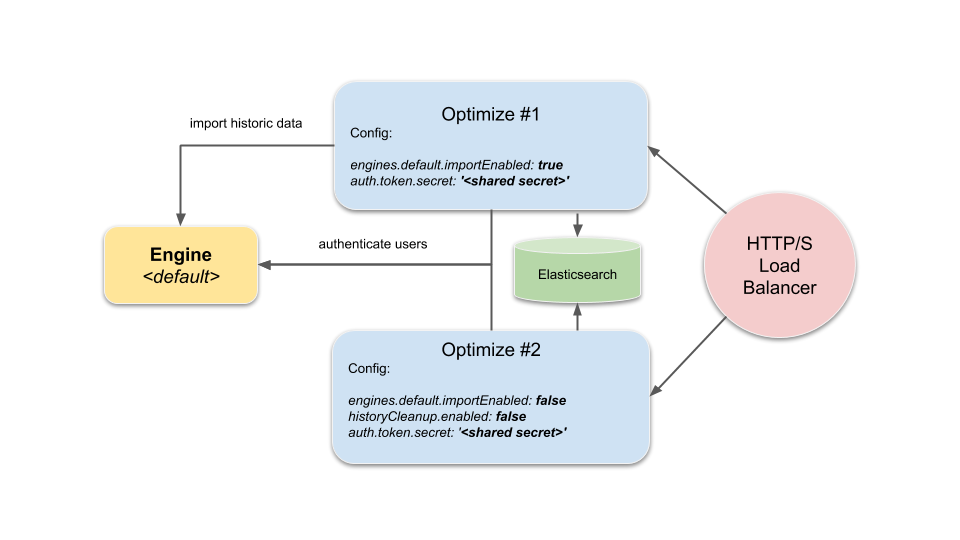 Optimize #1
Config:
engines.default.importEnabled: true
auth.token.secret: '<shared secret>'
import historic data
Engine
<default>
authenticate users
Elasticsearch
HTTP/S
Load
Balancer
Optimize #2
Config:
engines.default.importEnabled: false
historyCleanup.enabled: false
auth.token.secret: '<shared secret>'